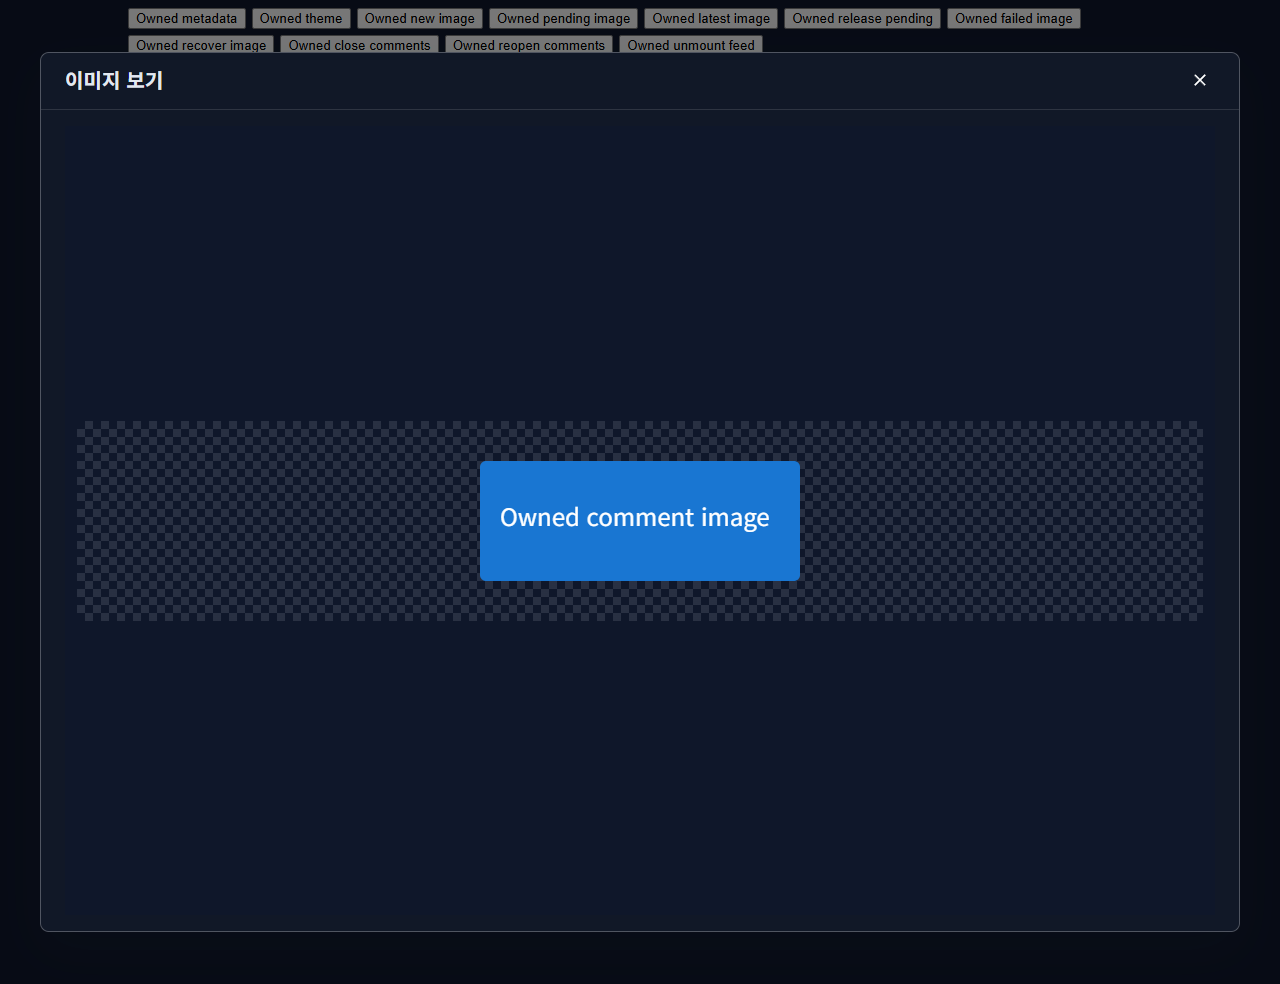 Owned metadata Owned theme Owned new image Owned pending image Owned latest image Owned release pending Owned failed image
Owned recover image Owned close comments Owned reopen comments Owned unmount feed
이미지 보기
Owned comment image